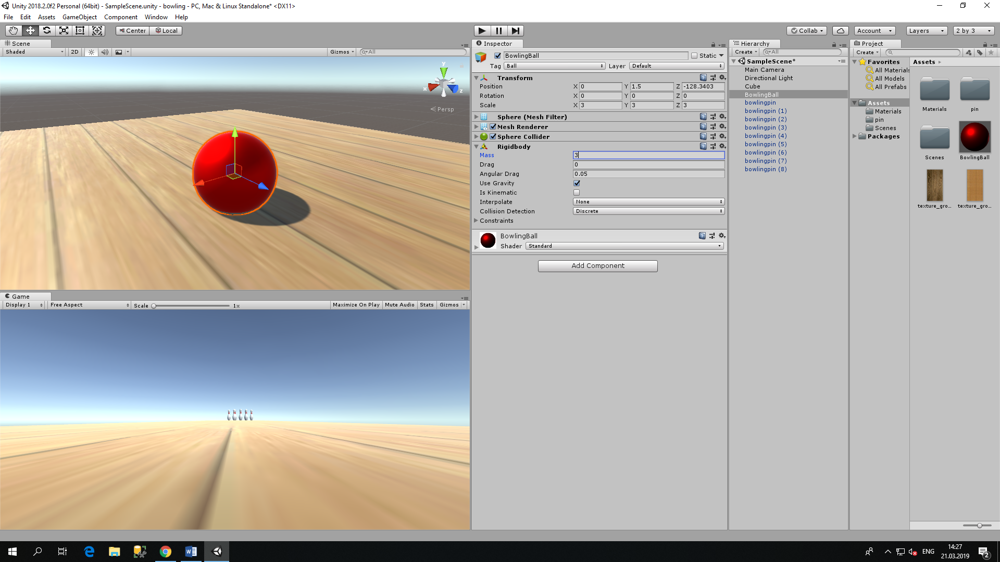 Unity 2018.2.0f2 Personal (64bit) - SampleScene.unity - bowling - PC, Mac & Linux Standalone* <DX11>
File Edit Assets GameObject Component Window Help
Center Local
Collab Account Layers 2 by 3
Scene
Shaded 2D Gizmos All
y
x
z
Persp
Game
Display 1 Free Aspect Scale 1x Maximize On Play Mute Audio Stats Gizmos
Inspector
BowlingBall Static
Tag Ball Layer Default
Transform
Position X 0 Y 1.5 Z -128.3403
Rotation X 0 Y 0 Z 0
Scale X 3 Y 3 Z 3
Sphere (Mesh Filter)
Mesh Renderer
Sphere Collider
Rigidbody
Mass 3
Drag 0
Angular Drag 0.05
Use Gravity
Is Kinematic
Interpolate None
Collision Detection Discrete
Constraints
BowlingBall
Shader Standard
Add Component
Hierarchy
Create All
SampleScene*
Main Camera
Directional Light
Cube
BowlingBall
bowlingpin
bowlingpin (1)
bowlingpin (2)
bowlingpin (3)
bowlingpin (4)
bowlingpin (5)
bowlingpin (6)
bowlingpin (7)
bowlingpin (8)
Project
Create
Favorites
All Materials
All Models
All Prefabs
Assets
Materials
pin
Scenes
Packages
Assets
Materials pin
Scenes BowlingBall
texture_gro... texture_gro...
ENG
14:27
21.03.2019
2